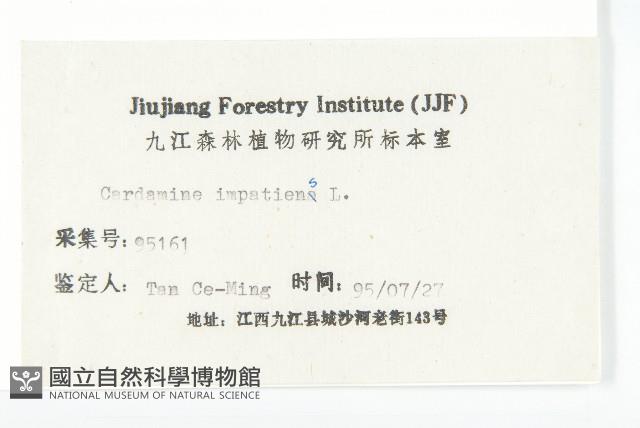 Jiujiang Forestry Institute (JJF)
九江森林植物研究所标本室
Cardamine impatiens L.
采集号: 95161
鉴定人: Tan Ce-Ming 时间: 95/07/27
地址: 江西九江县城沙河老街143号
國立自然科學博物館
NATIONAL MUSEUM OF NATURAL SCIENCE